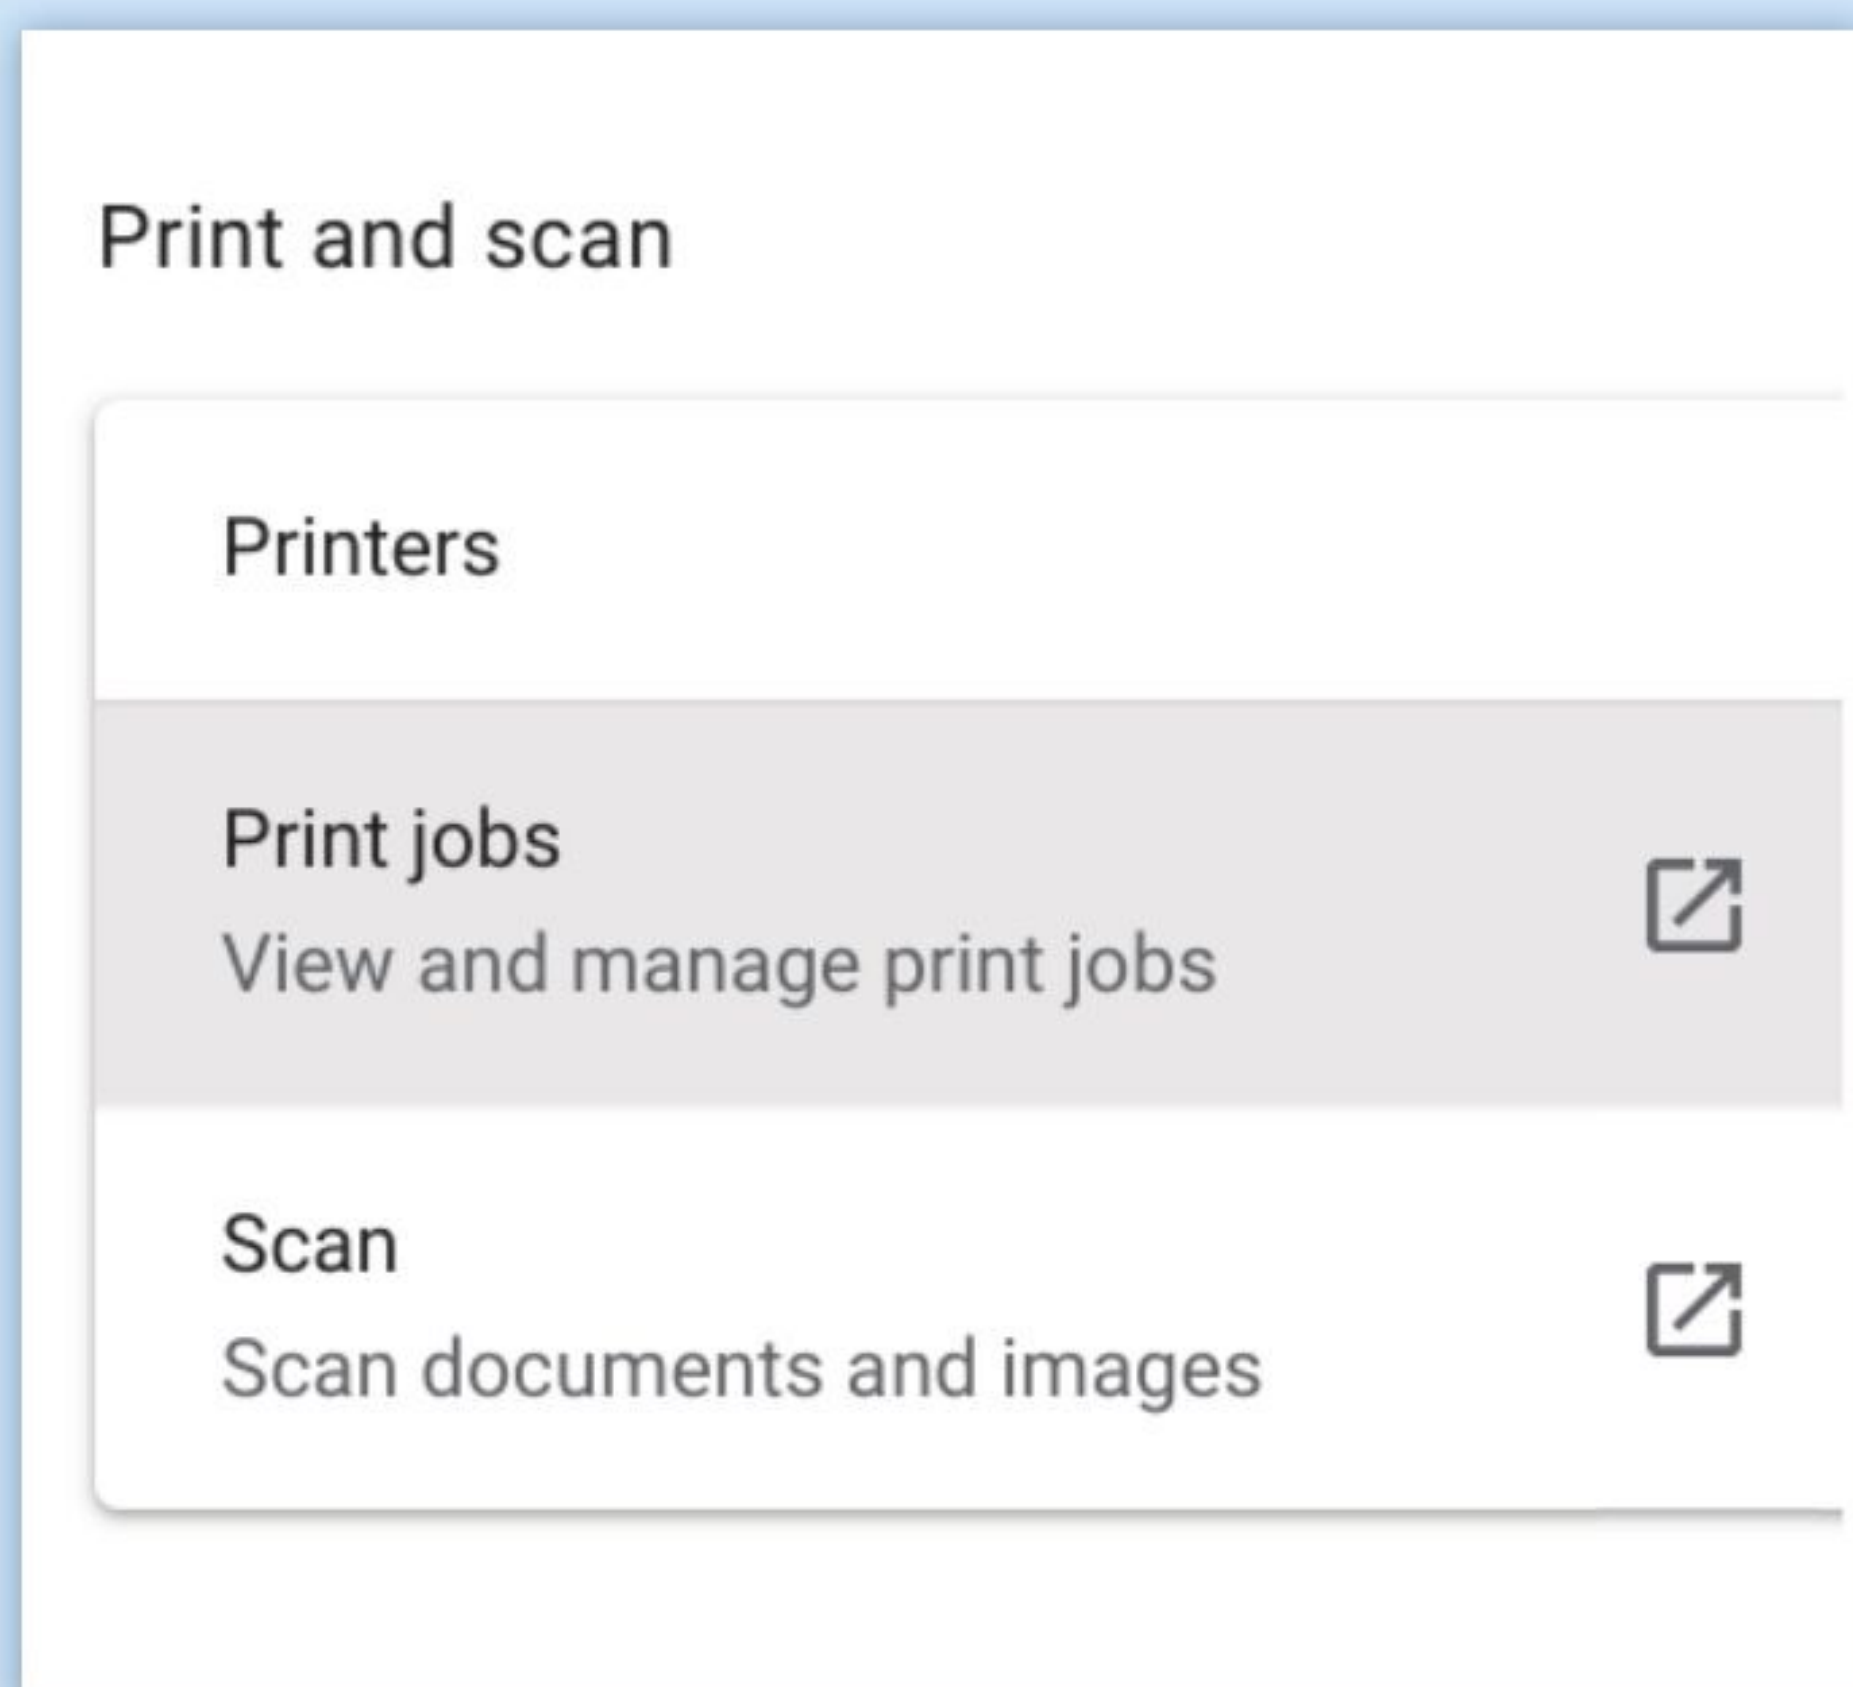 Print and scan
Printers
Print jobs
View and manage print jobs
Scan
Scan documents and images